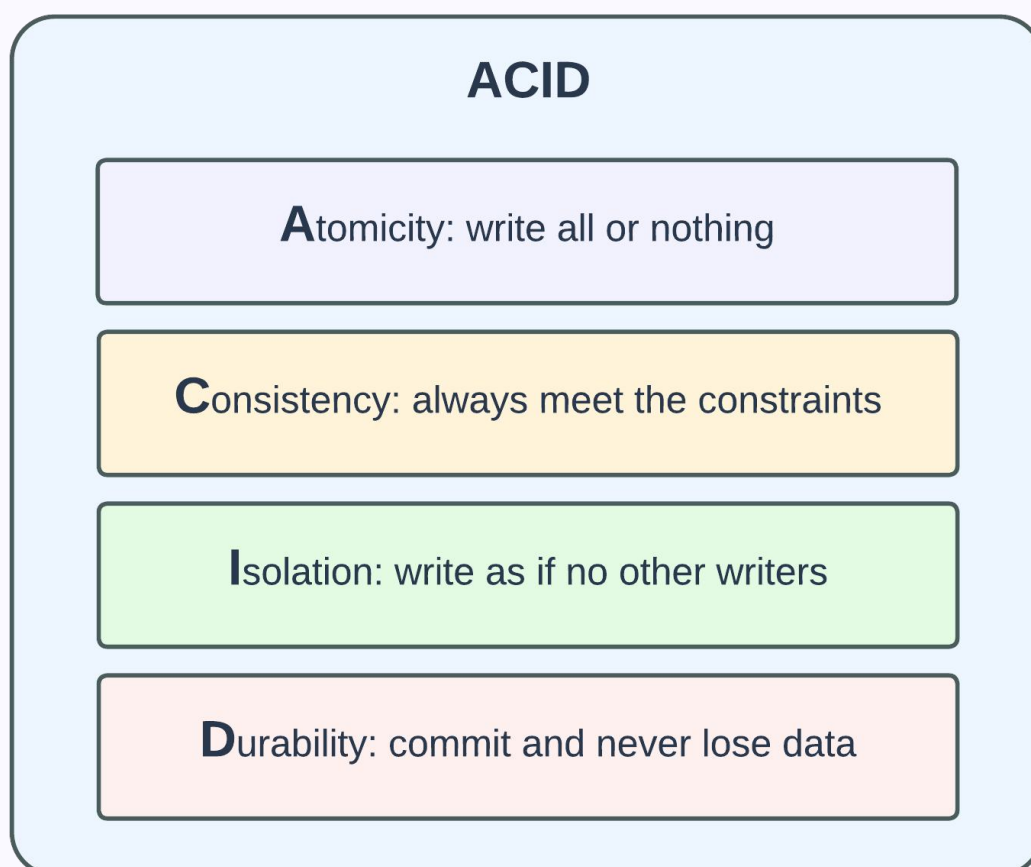 ACID
Atomicity: write all or nothing
Consistency: always meet the constraints
Isolation: write as if no other writers
Durability: commit and never lose data